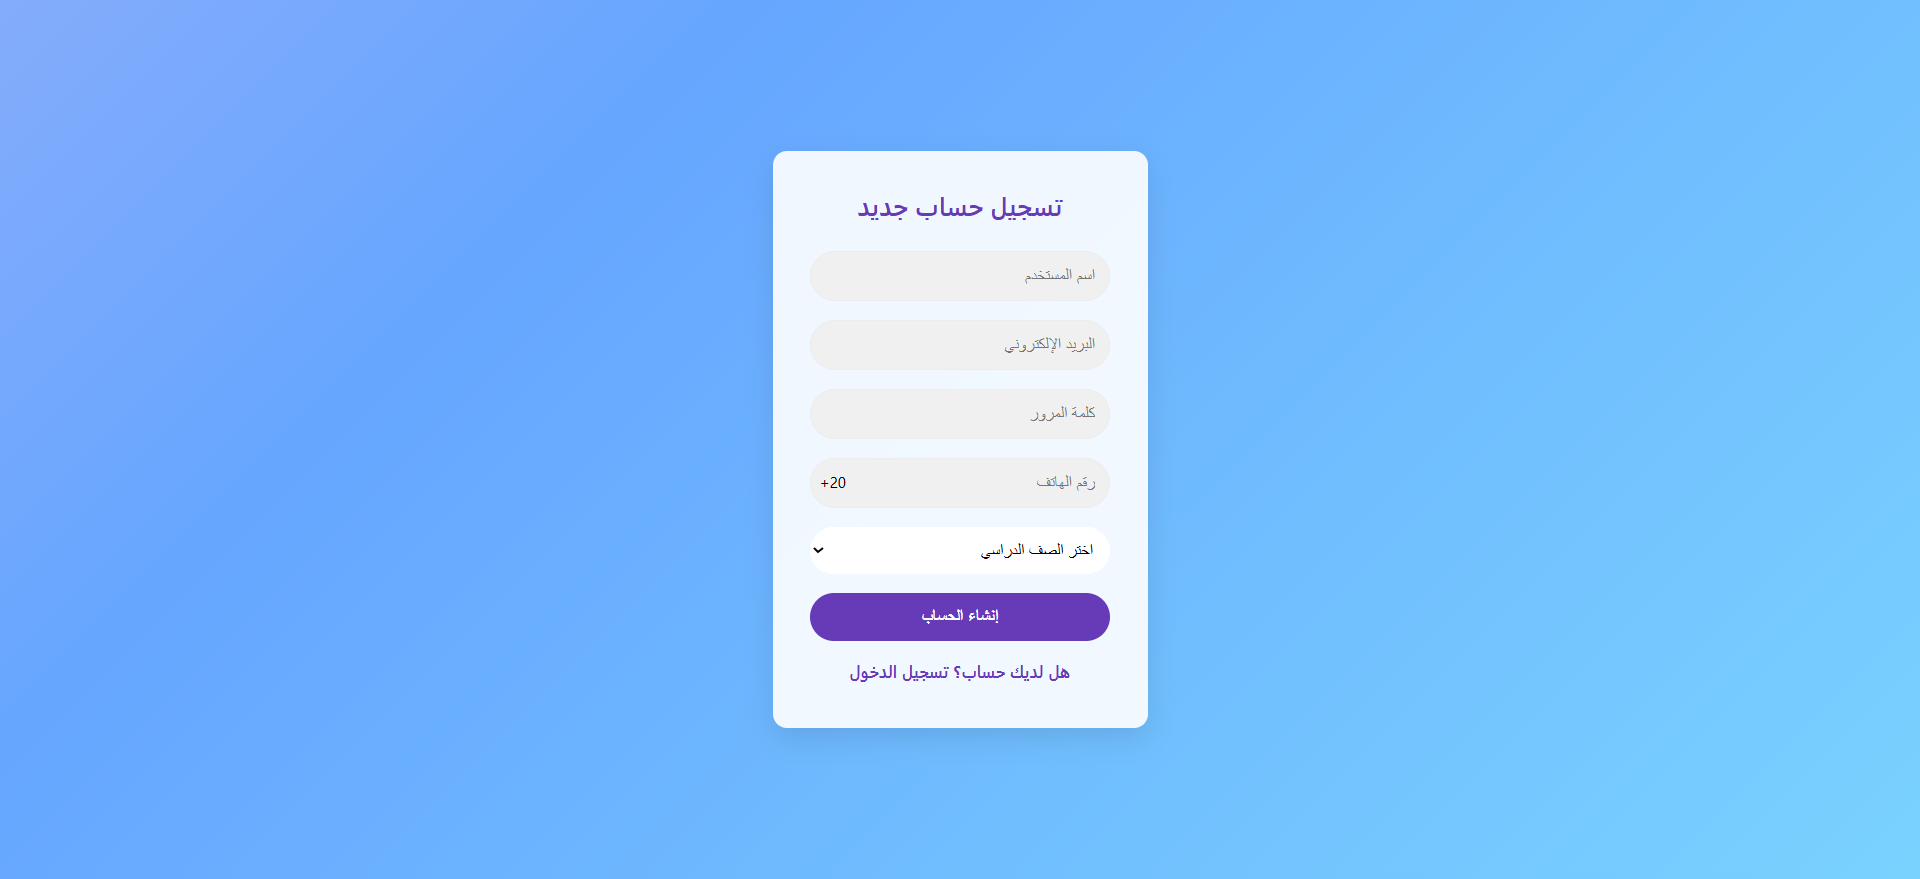 تسجيل حساب جديد
اسم المستخدم
البريد الإلكتروني
كلمة المرور
رقم الهاتف
+20
اختر الصف الدراسي
إنشاء الحساب
هل لديك حساب؟ تسجيل الدخول